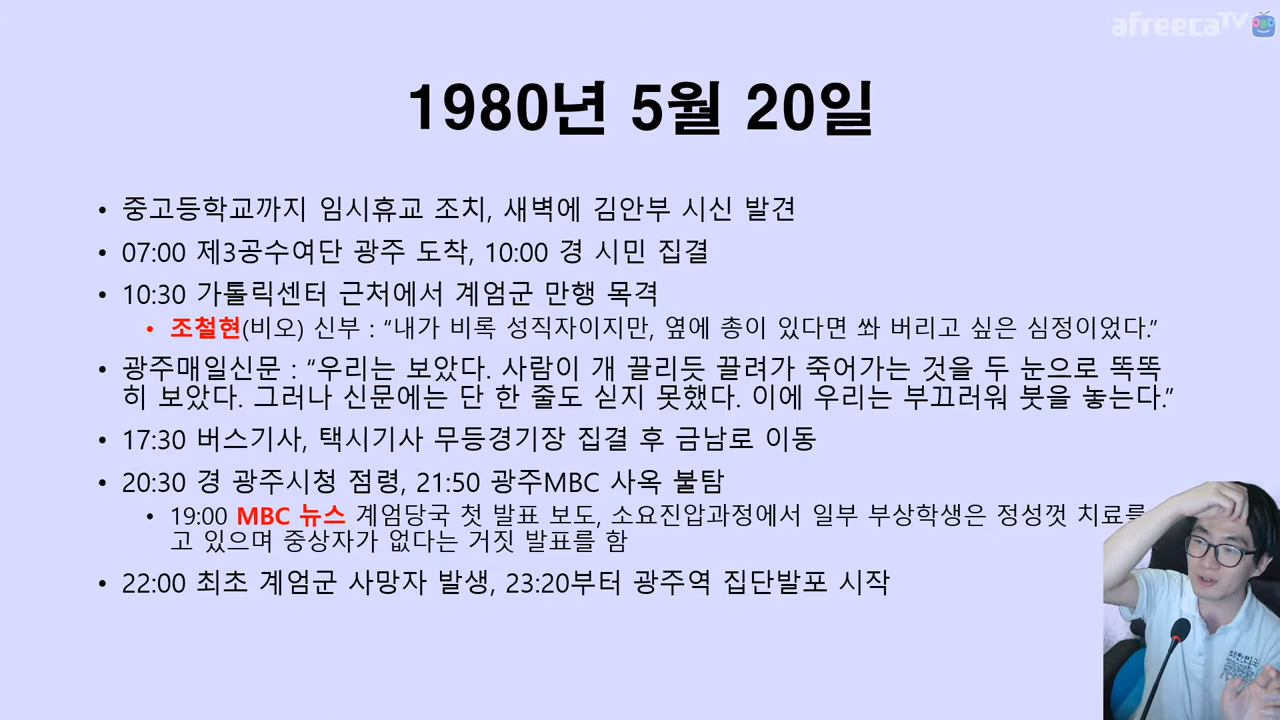 afreecaTV
1980년 5월 20일
• 중고등학교까지 임시휴교 조치, 새벽에 김안부 시신 발견
• 07:00 제3공수여단 광주 도착, 10:00 경 시민 집결
• 10:30 가톨릭센터 근처에서 계엄군 만행 목격
• 조철현(비오) 신부 : “내가 비록 성직자이지만, 옆에 총이 있다면 쏴 버리고 싶은 심정이었다.”
• 광주매일신문 : “우리는 보았다. 사람이 개 끌리듯 끌려가 죽어가는 것을 두 눈으로 똑똑
히 보았다. 그러나 신문에는 단 한 줄도 싣지 못했다. 이에 우리는 부끄러워 붓을 놓는다.”
• 17:30 버스기사, 택시기사 무등경기장 집결 후 금남로 이동
• 20:30 경 광주시청 점령, 21:50 광주MBC 사옥 불탐
• 19:00 MBC 뉴스 계엄당국 첫 발표 보도, 소요진압과정에서 일부 부상학생은 정성껏 치료를
고 있으며 중상자가 없다는 거짓 발표를 함
• 22:00 최초 계엄군 사망자 발생, 23:20부터 광주역 집단발포 시작
대한민국